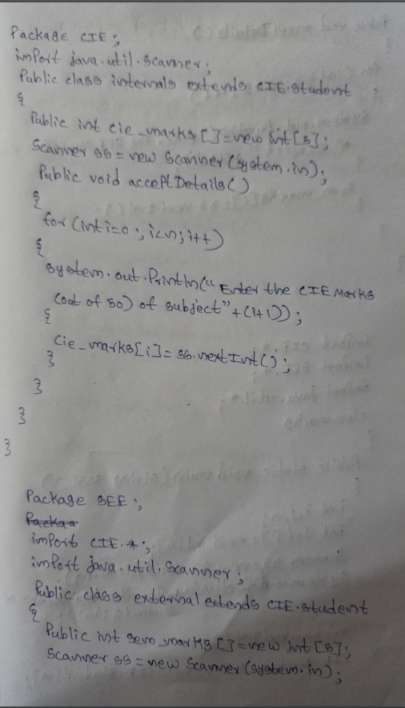 Package CIE;
import java.util.Scanner;
Public class internals extends CIE.student
{
Public int cie_marks[]=new int[5];
Scanner ss = new Scanner(System.in);
Public void acceptDetails()
{
for(int i=0;i<n;i++)
{
System.out.Println("Enter the CIE Marks
(out of 50) of subject"+(i+1));
{
cie_marks[i]=ss.nextInt();
}
}
}
}
Package SEE;
import CIE.*;
import java.util.Scanner;
Public class external extends CIE.student
{
Public int sem_marks[]=new int[5];
Scanner ss=new Scanner(System.in);